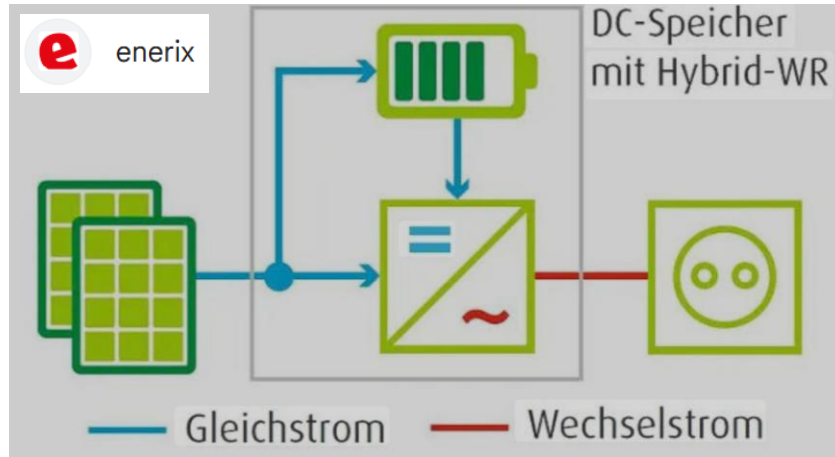 enerix
DC-Speicher
mit Hybrid-WR
Gleichstrom
Wechselstrom